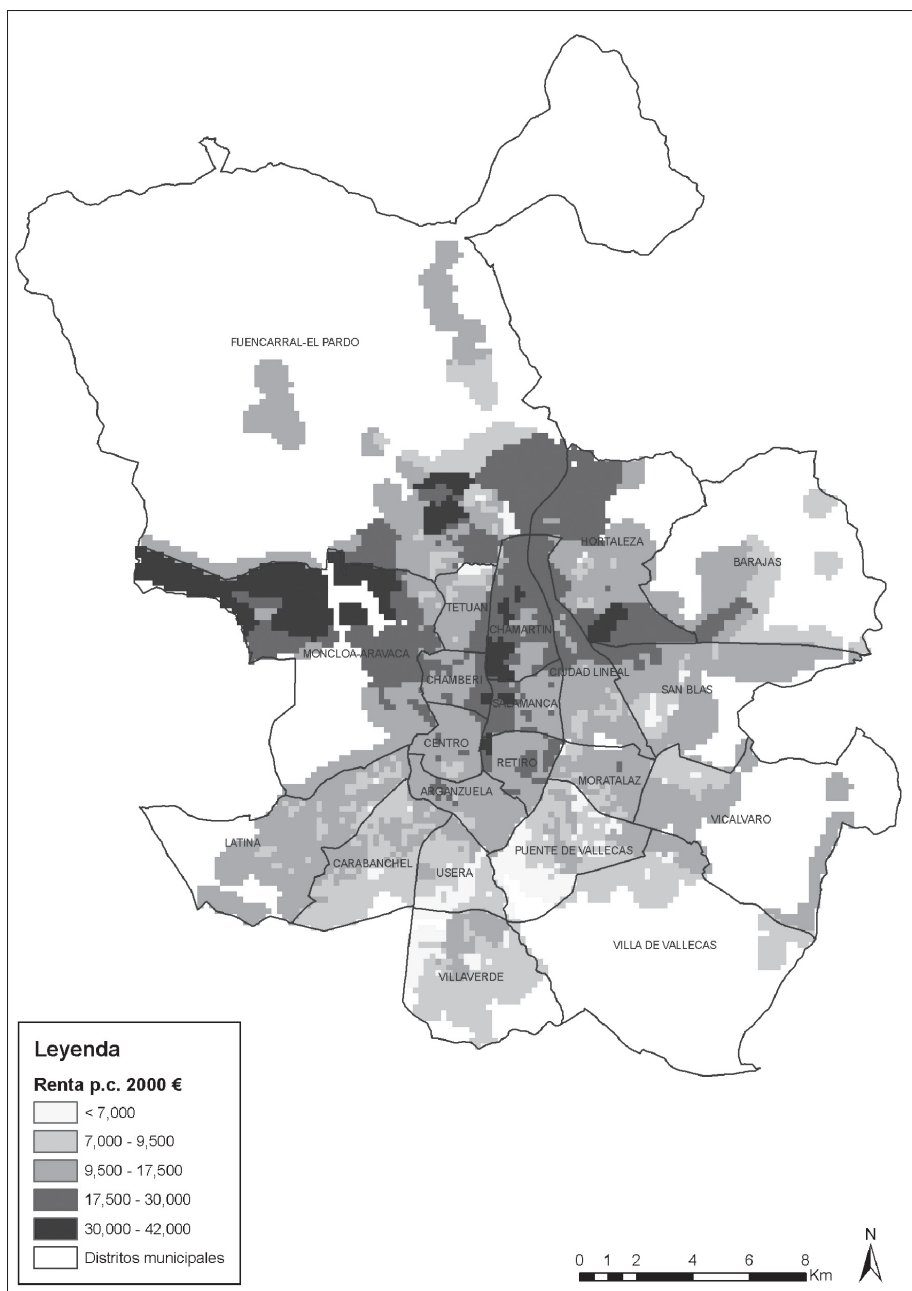 FUENCARRAL-EL PARDO
HORTALEZA
BARAJAS
TETUAN
CHAMARTIN
MONCLOA-ARAVACA
CHAMBERI
CIUDAD LINEAL
SAN BLAS
SALAMANCA
CENTRO
RETIRO
MORATALAZ
ARGANZUELA
VICALVARO
LATINA
PUENTE DE VALLECAS
CARABANCHEL
USERA
VILLA DE VALLECAS
VILLAVERDE
Leyenda
Renta p.c. 2000 €
< 7,000
7,000 - 9,500
9,500 - 17,500
17,500 - 30,000
30,000 - 42,000
Distritos municipales
N
0 1 2 4 6 8
Km